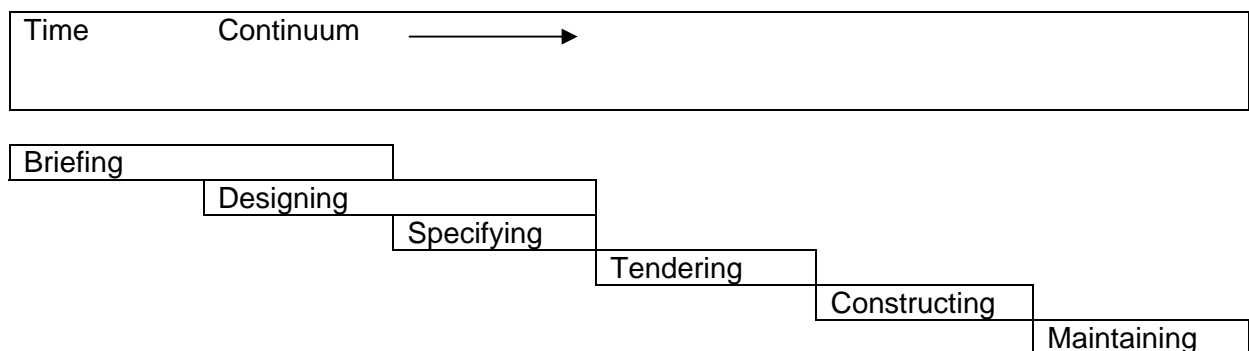 Time Continuum
Briefing
Designing
Specifying
Tendering
Constructing
Maintaining